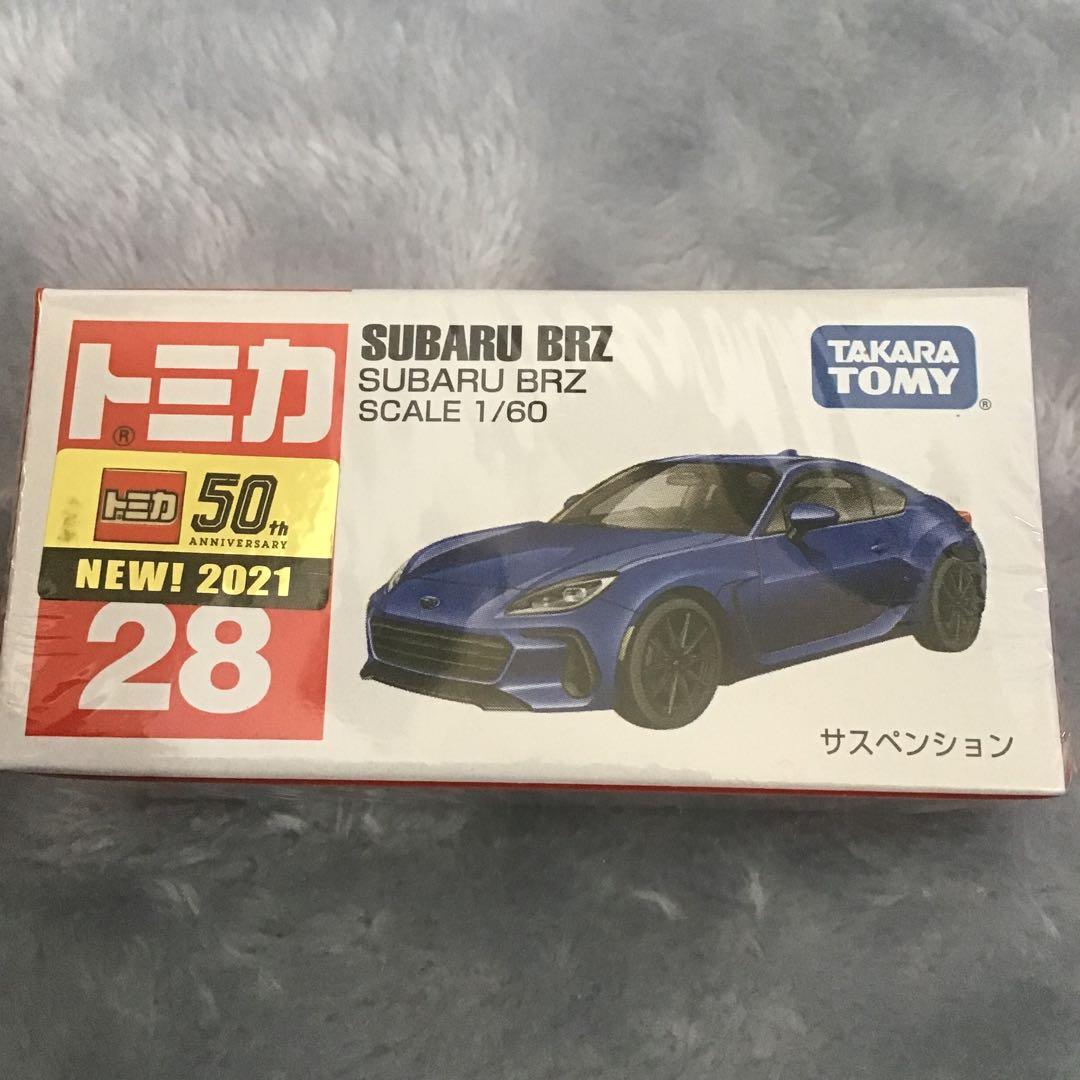 トミカ
®
SUBARU BRZ
SUBARU BRZ
SCALE 1/60
TAKARA
TOMY
®
トミカ
50th
ANNIVERSARY
NEW! 2021
28
サスペンション